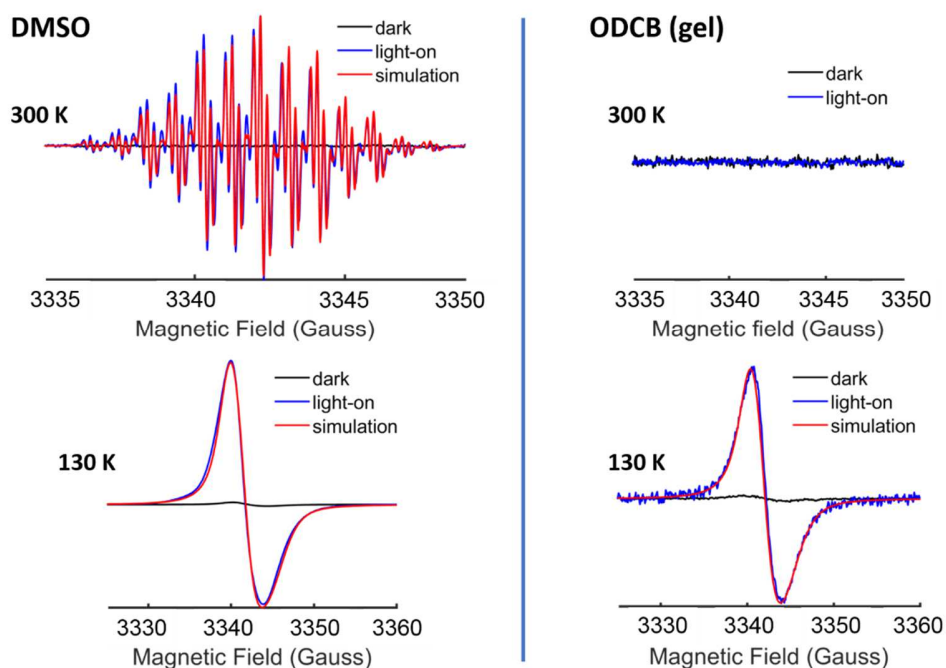 DMSO
dark
light-on
simulation
300 K
3335 3340 3345 3350
Magnetic Field (Gauss)
dark
light-on
simulation
130 K
3330 3340 3350 3360
Magnetic Field (Gauss)
ODCB (gel)
dark
light-on
300 K
3335 3340 3345 3350
Magnetic field (Gauss)
dark
light-on
simulation
130 K
3330 3340 3350 3360
Magnetic Field (Gauss)